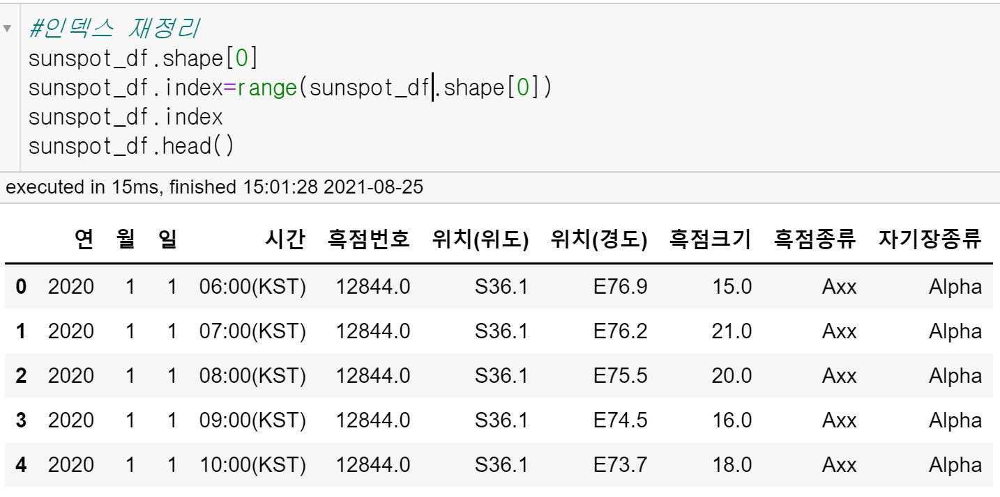 #인덱스 재정리
sunspot_df.shape[0]
sunspot_df.index=range(sunspot_df.shape[0])
sunspot_df.index
sunspot_df.head()
executed in 15ms, finished 15:01:28 2021-08-25
연 월 일 시간 흑점번호 위치(위도) 위치(경도) 흑점크기 흑점종류 자기장종류
0 2020 1 1 06:00(KST) 12844.0 S36.1 E76.9 15.0 Axx Alpha
1 2020 1 1 07:00(KST) 12844.0 S36.1 E76.2 21.0 Axx Alpha
2 2020 1 1 08:00(KST) 12844.0 S36.1 E75.5 20.0 Axx Alpha
3 2020 1 1 09:00(KST) 12844.0 S36.1 E74.5 16.0 Axx Alpha
4 2020 1 1 10:00(KST) 12844.0 S36.1 E73.7 18.0 Axx Alpha